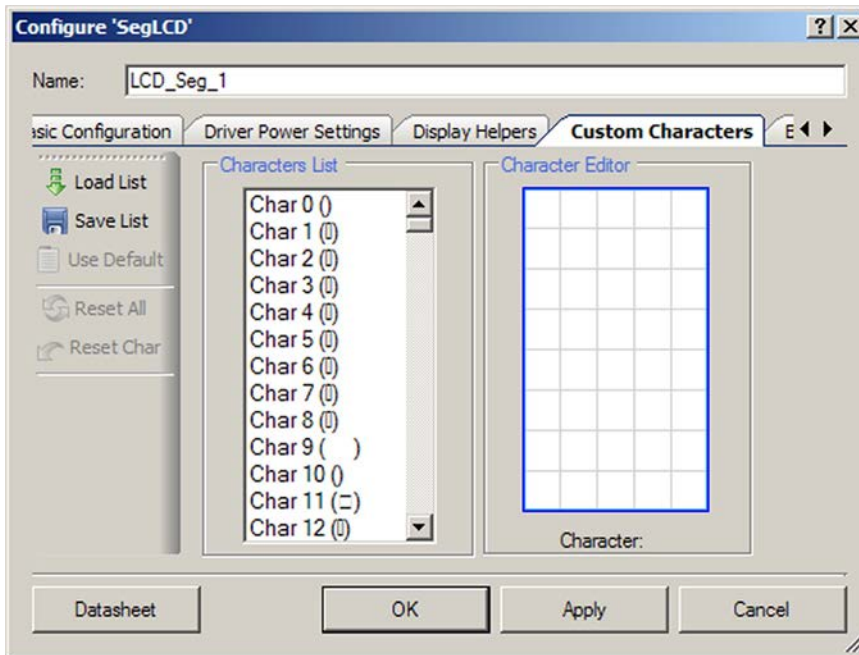 Configure 'SegLCD'
Name: LCD_Seg_1
asic Configuration Driver Power Settings Display Helpers Custom Characters
Load List
Save List
Use Default
Reset All
Reset Char
Characters List
Char 0 ()
Char 1 (▯)
Char 2 (▯)
Char 3 (▯)
Char 4 (▯)
Char 5 (▯)
Char 6 (▯)
Char 7 (▯)
Char 8 (▯)
Char 9 (    )
Char 10 ()
Char 11 (□)
Char 12 (▯)
Character Editor
Character:
Datasheet OK Apply Cancel